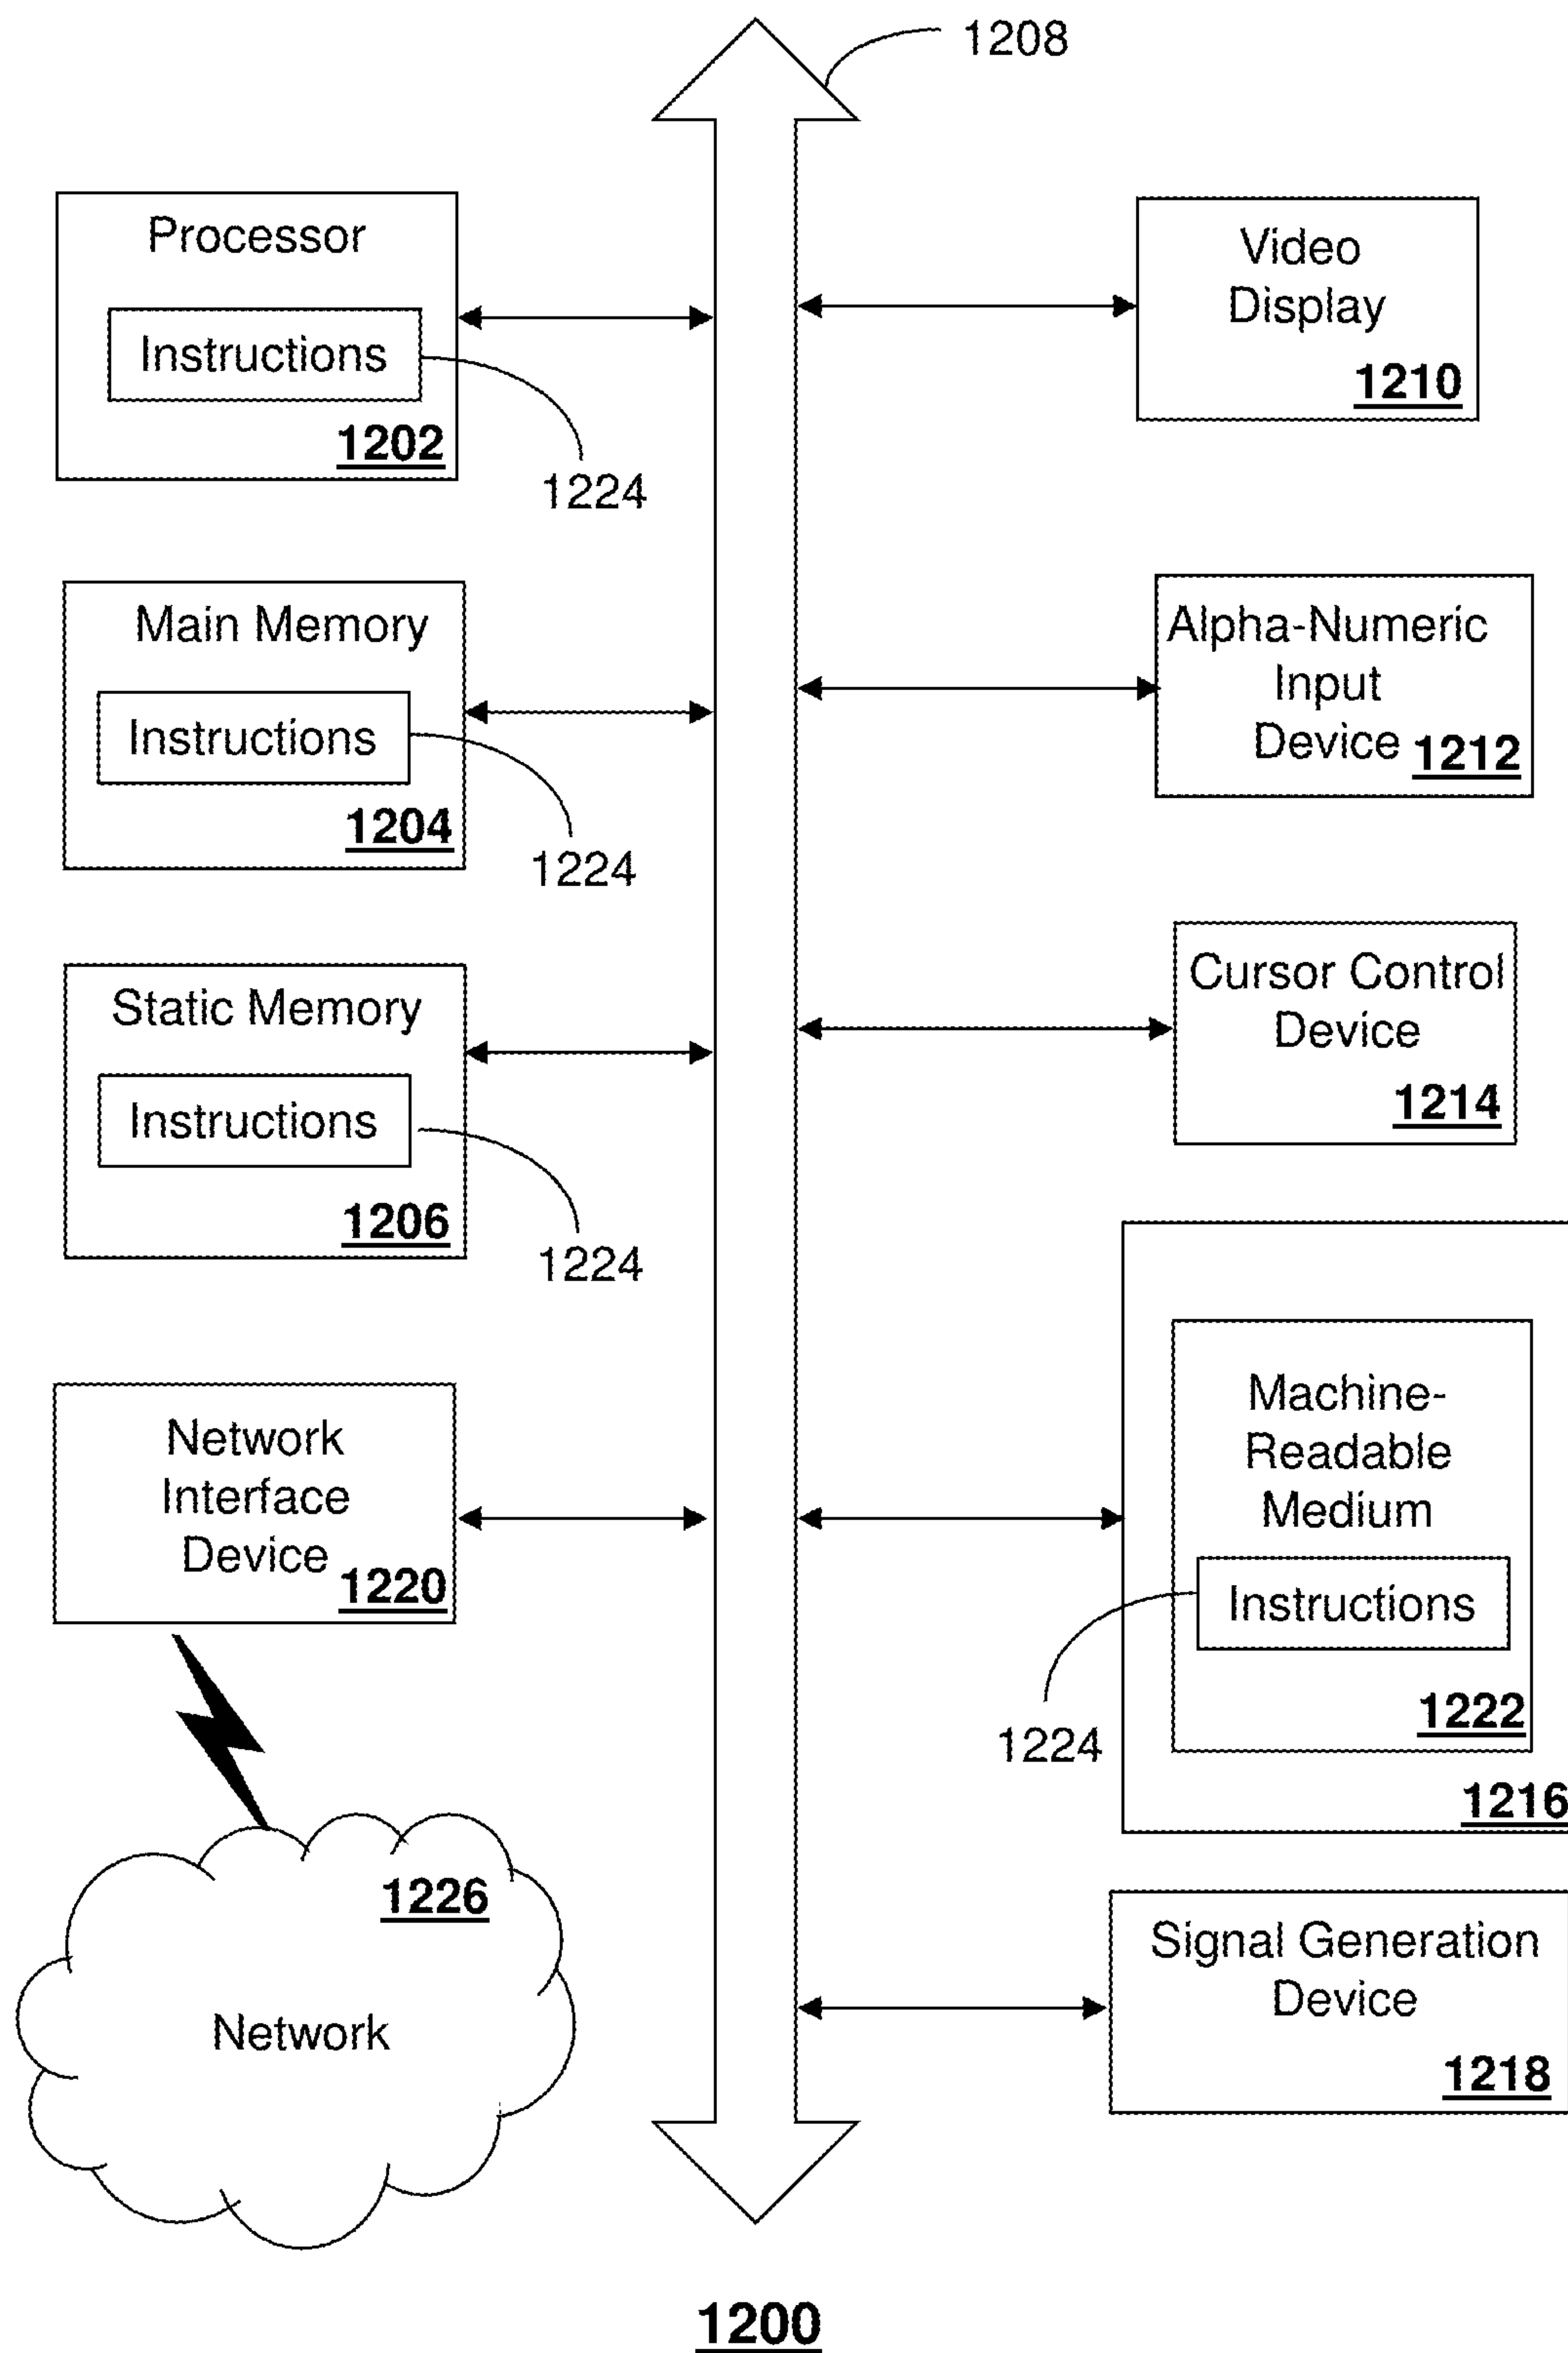 1208
Processor
Instructions
1202
1224
Main Memory
Instructions
1204
1224
Static Memory
Instructions
1206
1224
Network
Interface
Device
1220
1226
Network
Video
Display
1210
Alpha-Numeric
Input
Device 1212
Cursor Control
Device
1214
Machine-
Readable
Medium
Instructions
1222
1224
1216
Signal Generation
Device
1218
1200